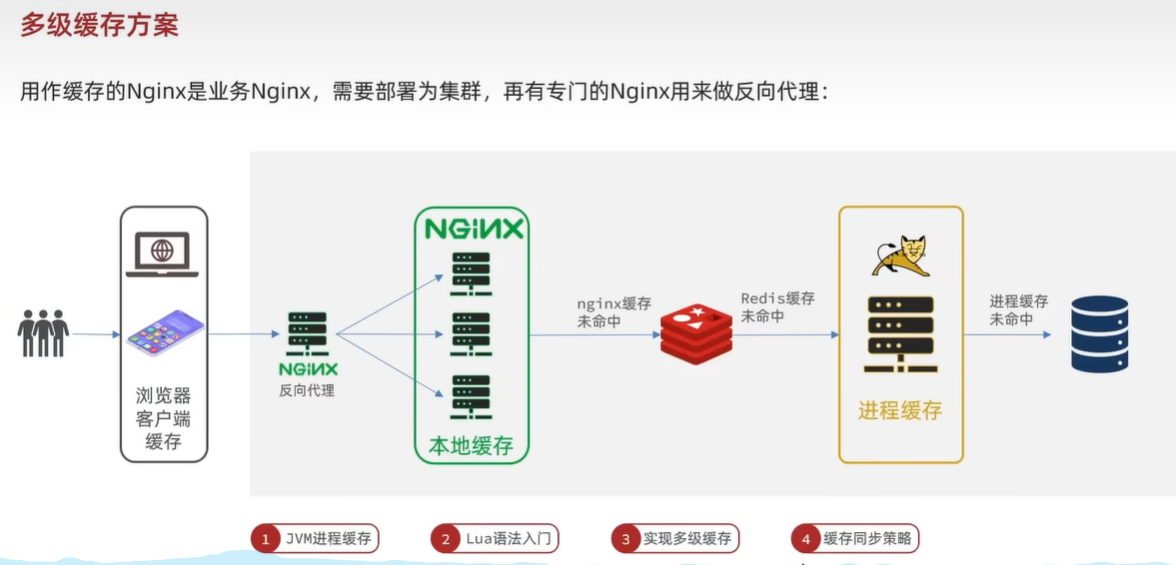 多级缓存方案
用作缓存的Nginx是业务Nginx，需要部署为集群，再有专门的Nginx用来做反向代理：
浏览器
客户端
缓存
NGiNX
反向代理
NGiNX
本地缓存
nginx缓存
未命中
Redis缓存
未命中
进程缓存
进程缓存
未命中
1 JVM进程缓存
2 Lua语法入门
3 实现多级缓存
4 缓存同步策略